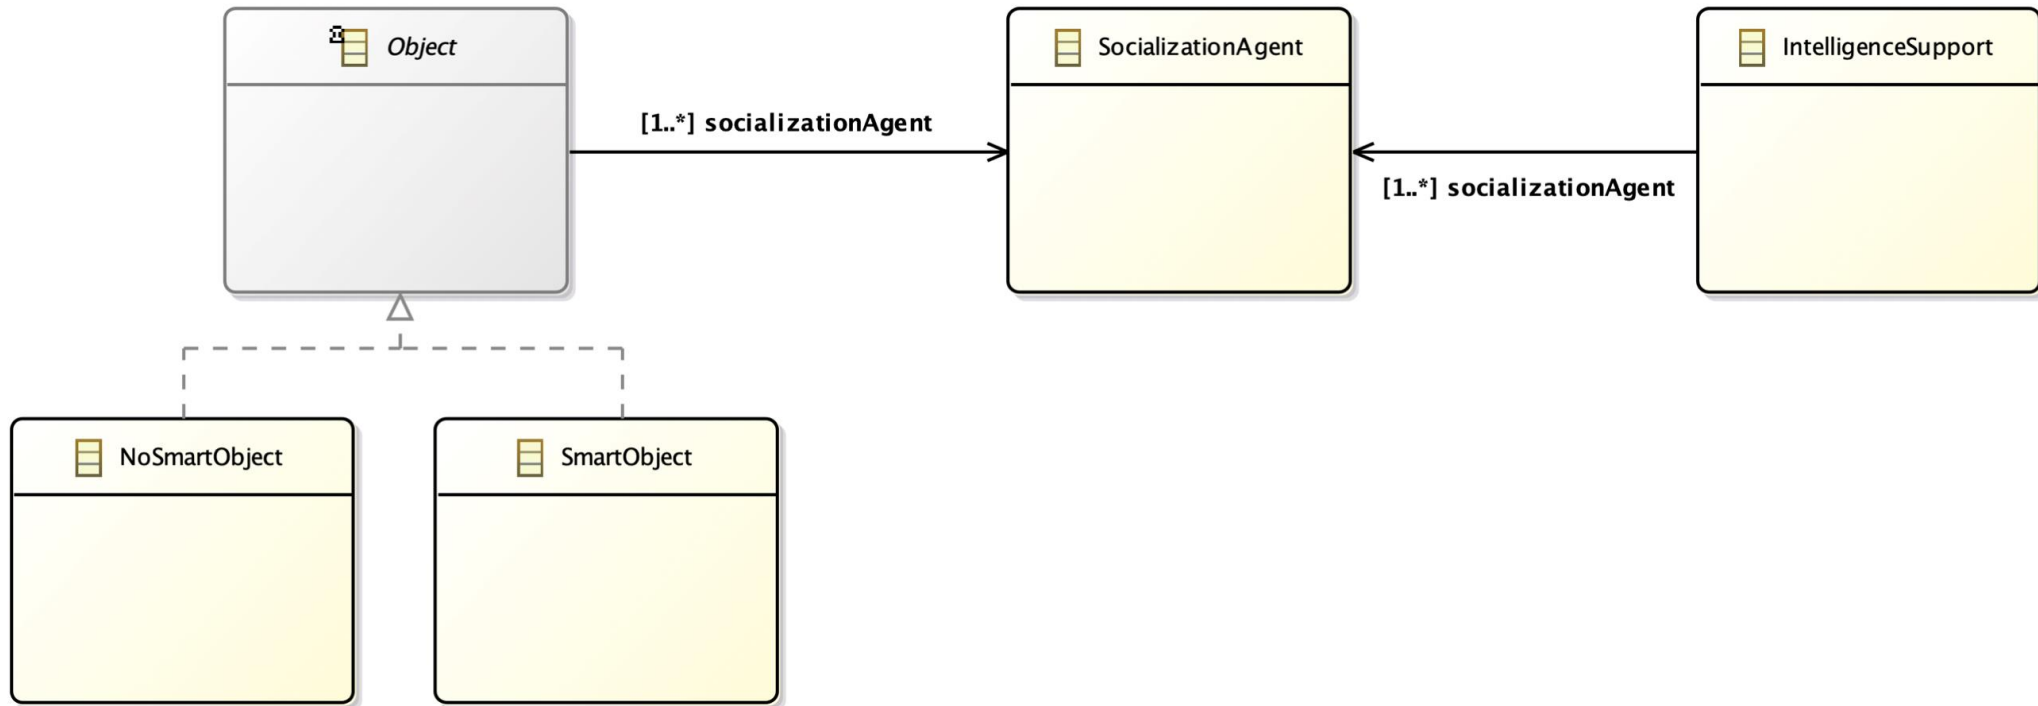 Object
SocializationAgent
IntelligenceSupport
[1..*] socializationAgent
[1..*] socializationAgent
NoSmartObject
SmartObject